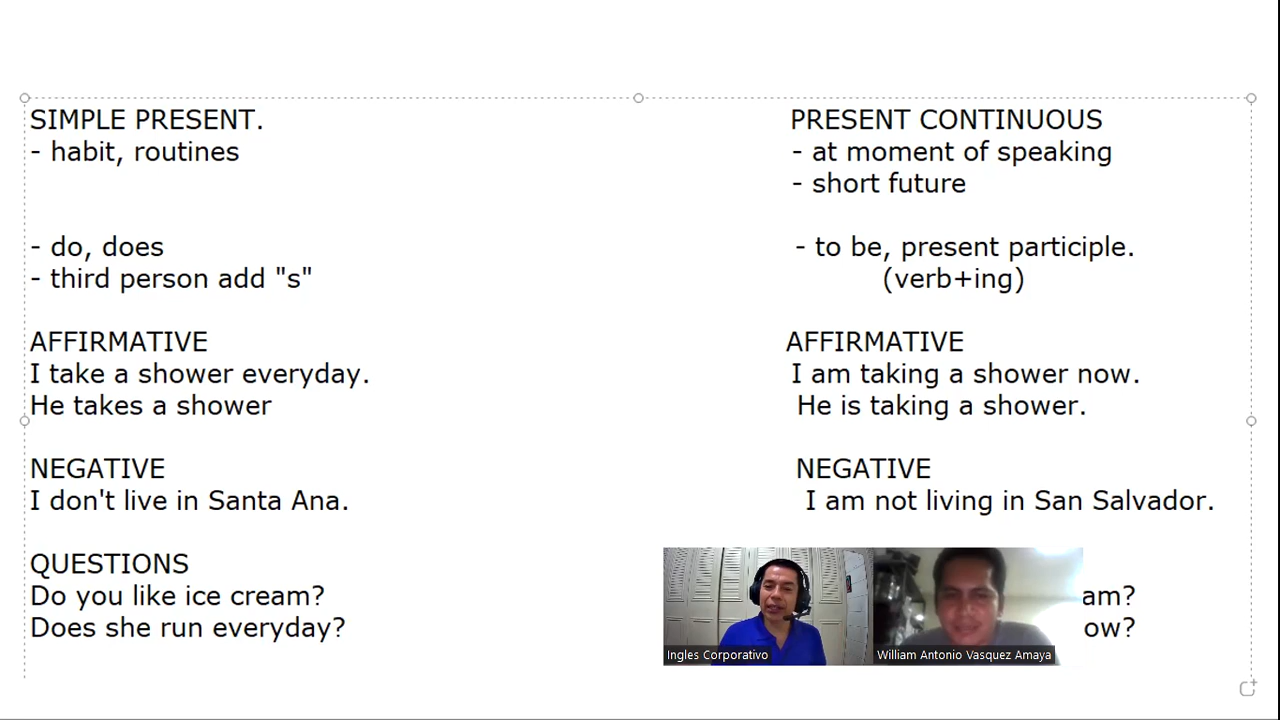 SIMPLE PRESENT.
- habit, routines
- do, does
- third person add "s"
AFFIRMATIVE
I take a shower everyday.
He takes a shower
NEGATIVE
I don't live in Santa Ana.
QUESTIONS
Do you like ice cream?
Does she run everyday?
PRESENT CONTINUOUS
- at moment of speaking
- short future
- to be, present participle.
(verb+ing)
AFFIRMATIVE
I am taking a shower now.
He is taking a shower.
NEGATIVE
I am not living in San Salvador.
am?
ow?
Ingles Corporativo
William Antonio Vasquez Amaya